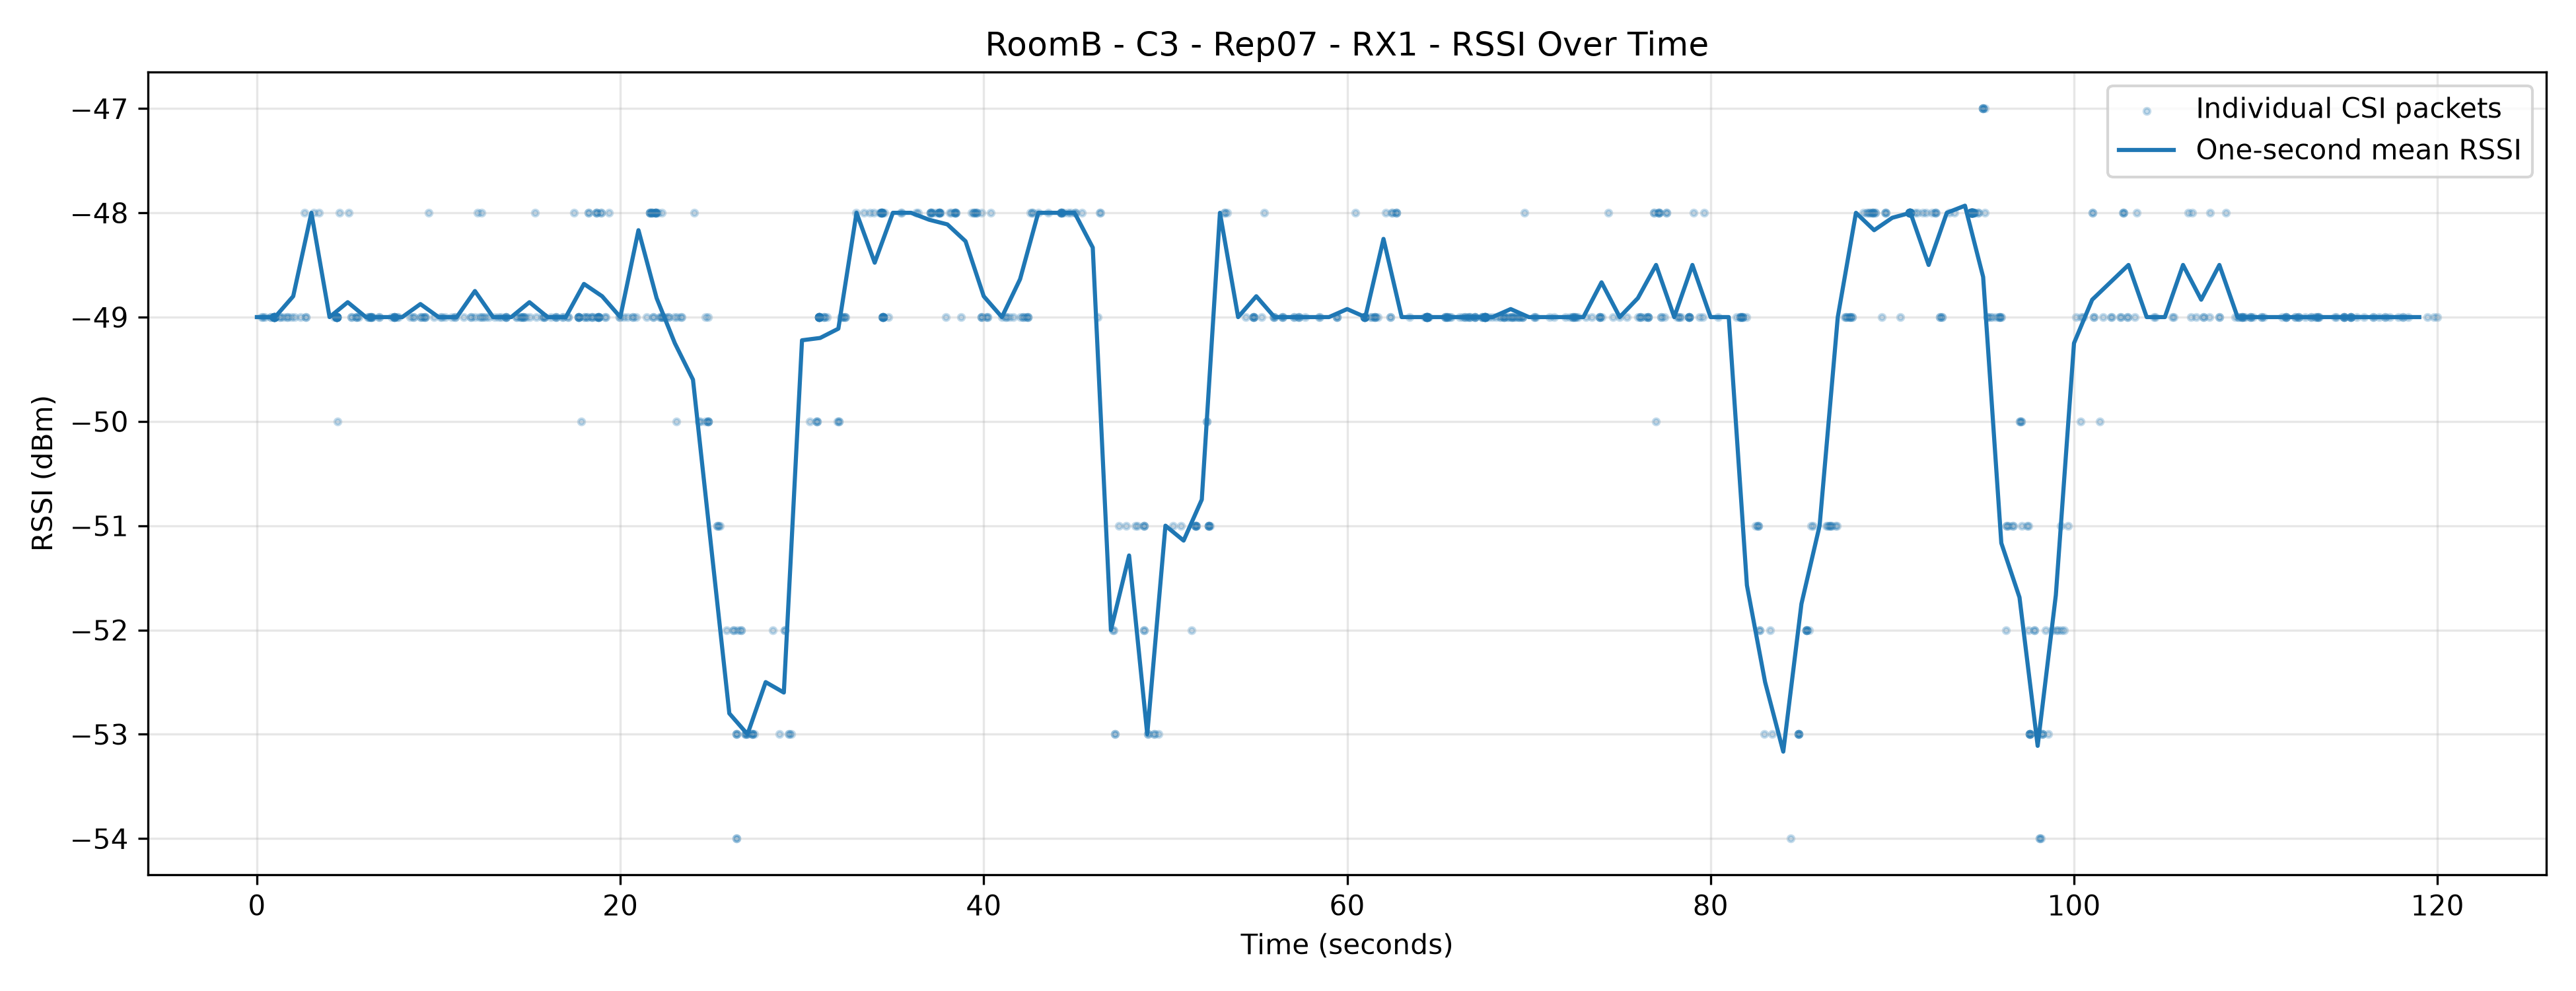 RoomB - C3 - Rep07 - RX1 - RSSI Over Time
Individual CSI packets
One-second mean RSSI
RSSI (dBm)
−47
−48
−49
−50
−51
−52
−53
−54
0 20 40 60 80 100 120
Time (seconds)